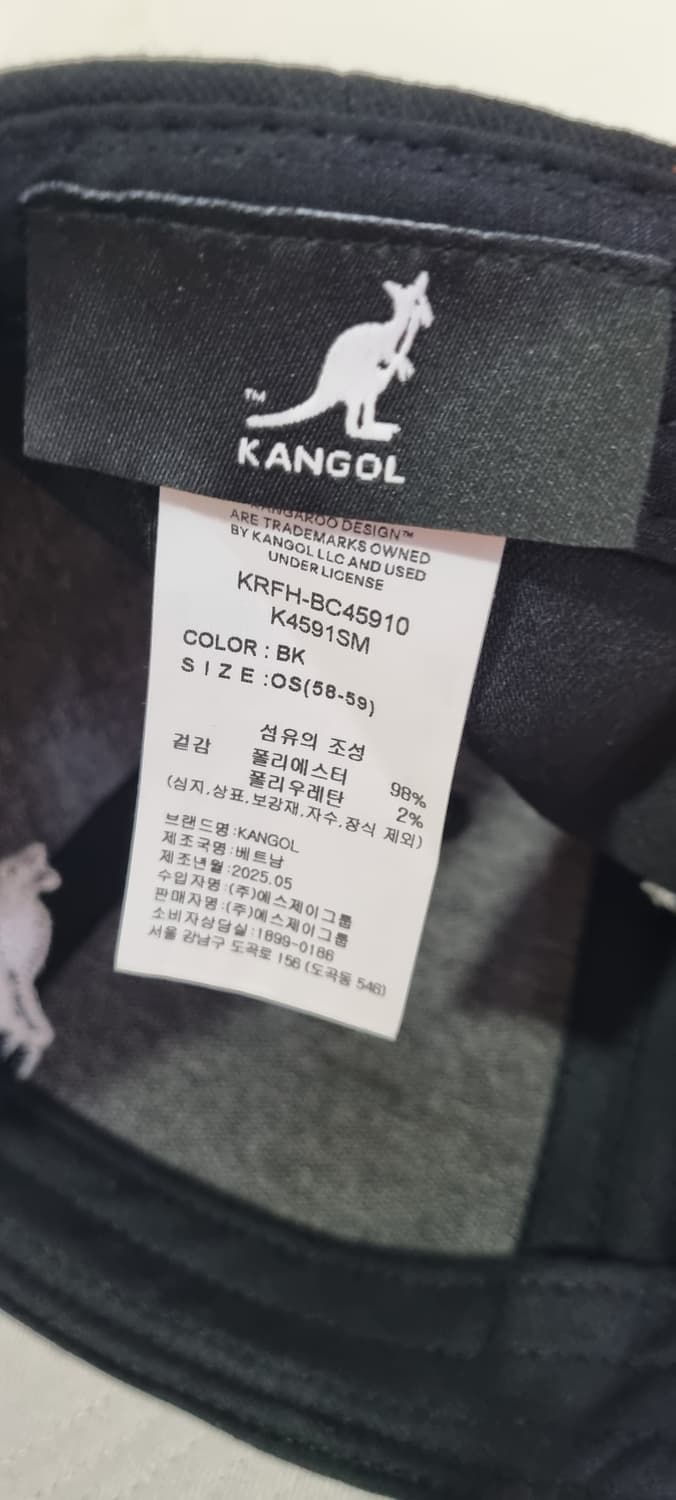 ™
KANGOL
KANGAROO DESIGN™
ARE TRADEMARKS OWNED
BY KANGOL LLC AND USED
UNDER LICENSE
KRFH-BC45910
K4591SM
COLOR : BK
SIZE :OS(58-59)
섬유의 조성
겉감 폴리에스터 98%
폴리우레탄 2%
(심지,상표,보강재,자수,장식 제외)
브랜드명:KANGOL
제조국명:베트남
제조년월:2025.05
수입자명:(주)에스제이그룹
판매자명:(주)에스제이그룹
소비자상담실:1899-0186
서울 강남구 도곡로 156 (도곡동 546)